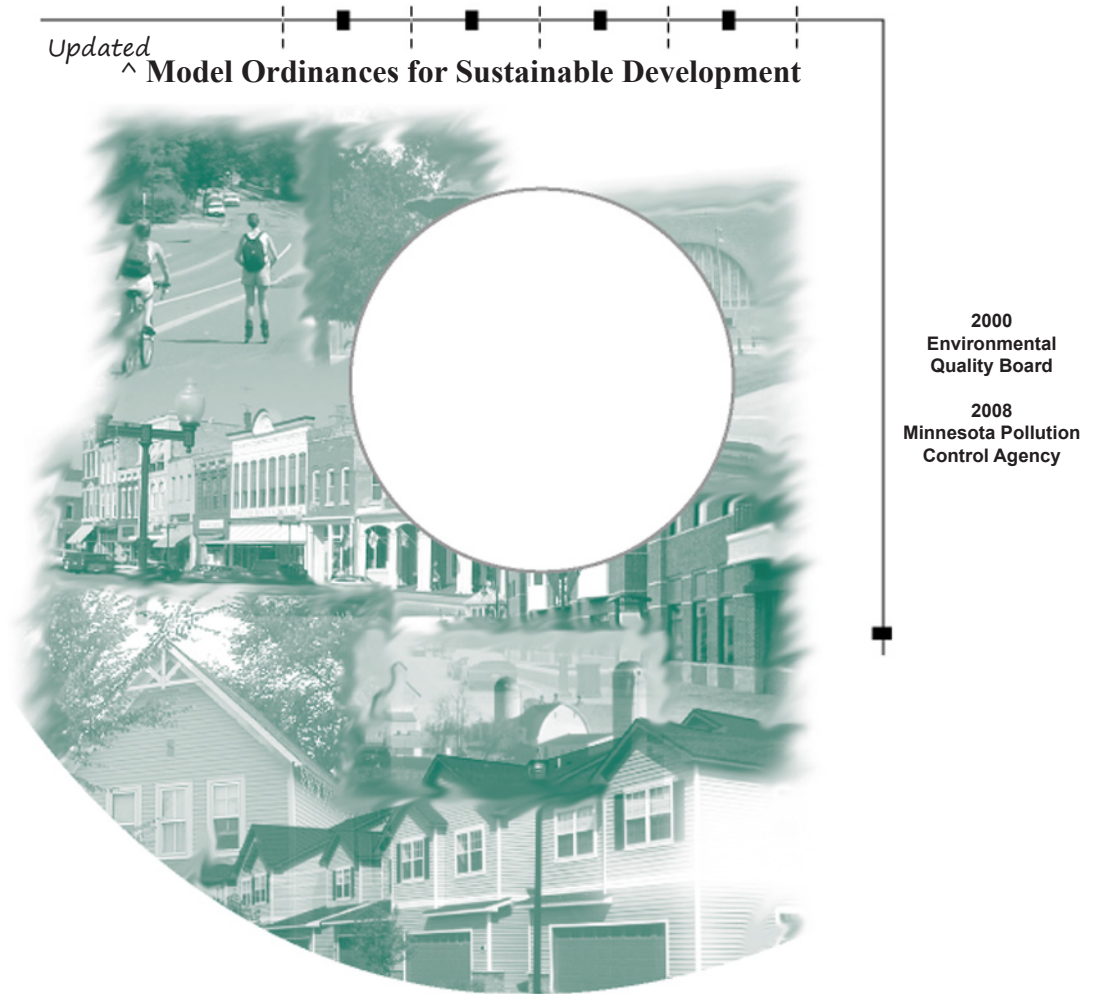 Updated
^ Model Ordinances for Sustainable Development
2000
Environmental
Quality Board
2008
Minnesota Pollution
Control Agency